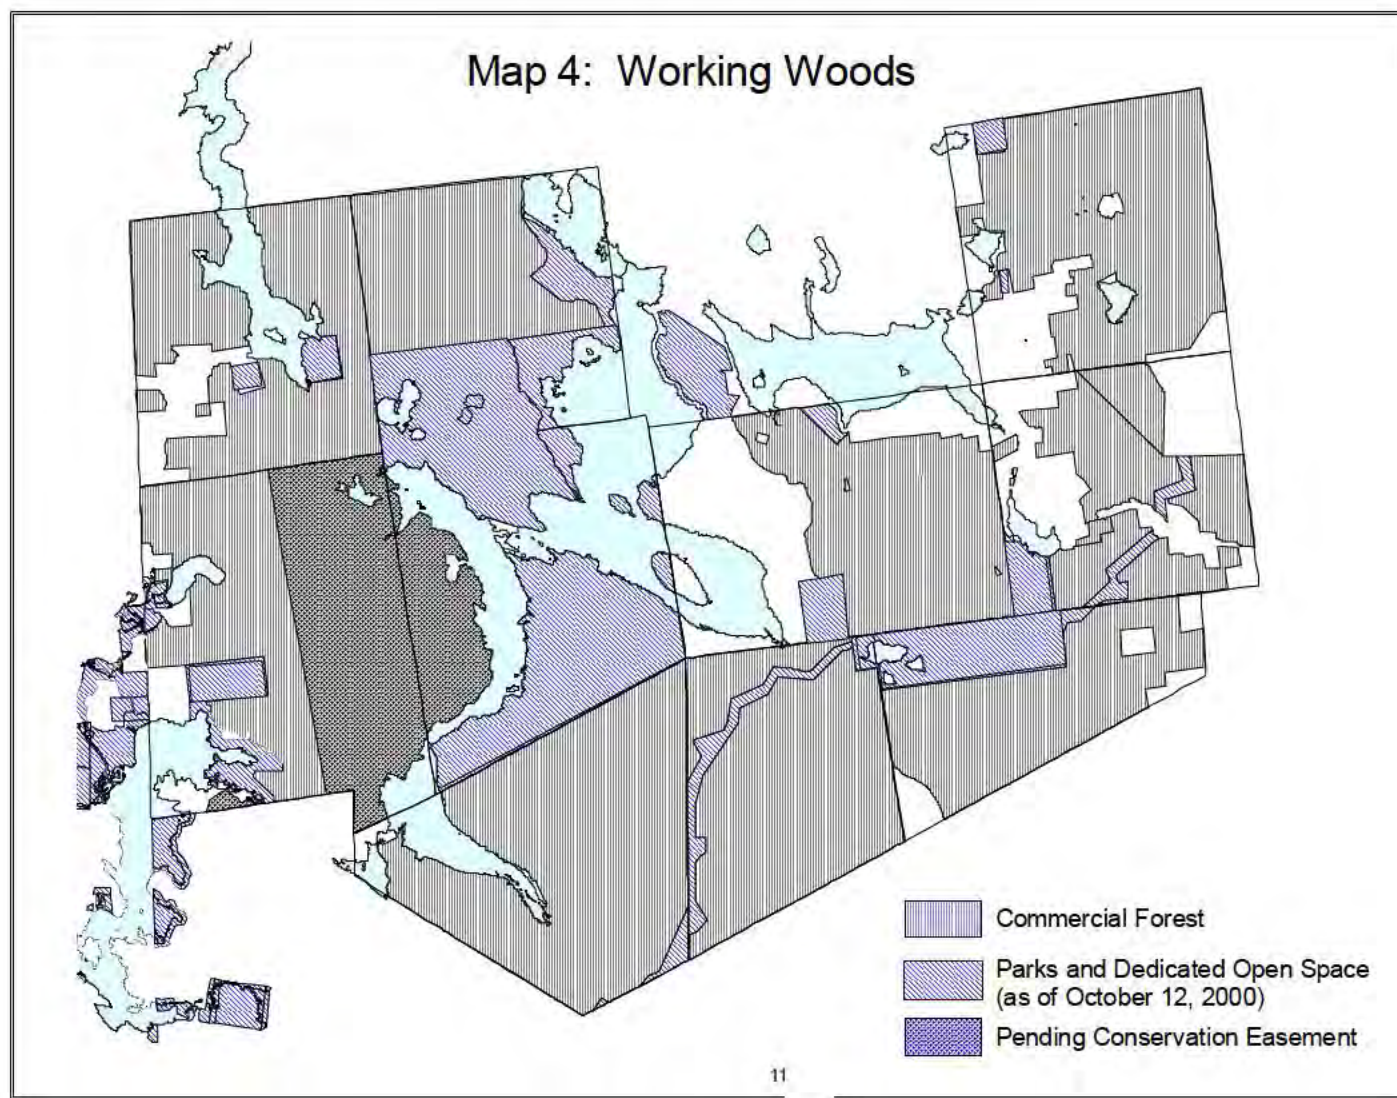 Map 4: Working Woods
Commercial Forest
Parks and Dedicated Open Space
(as of October 12, 2000)
Pending Conservation Easement
11